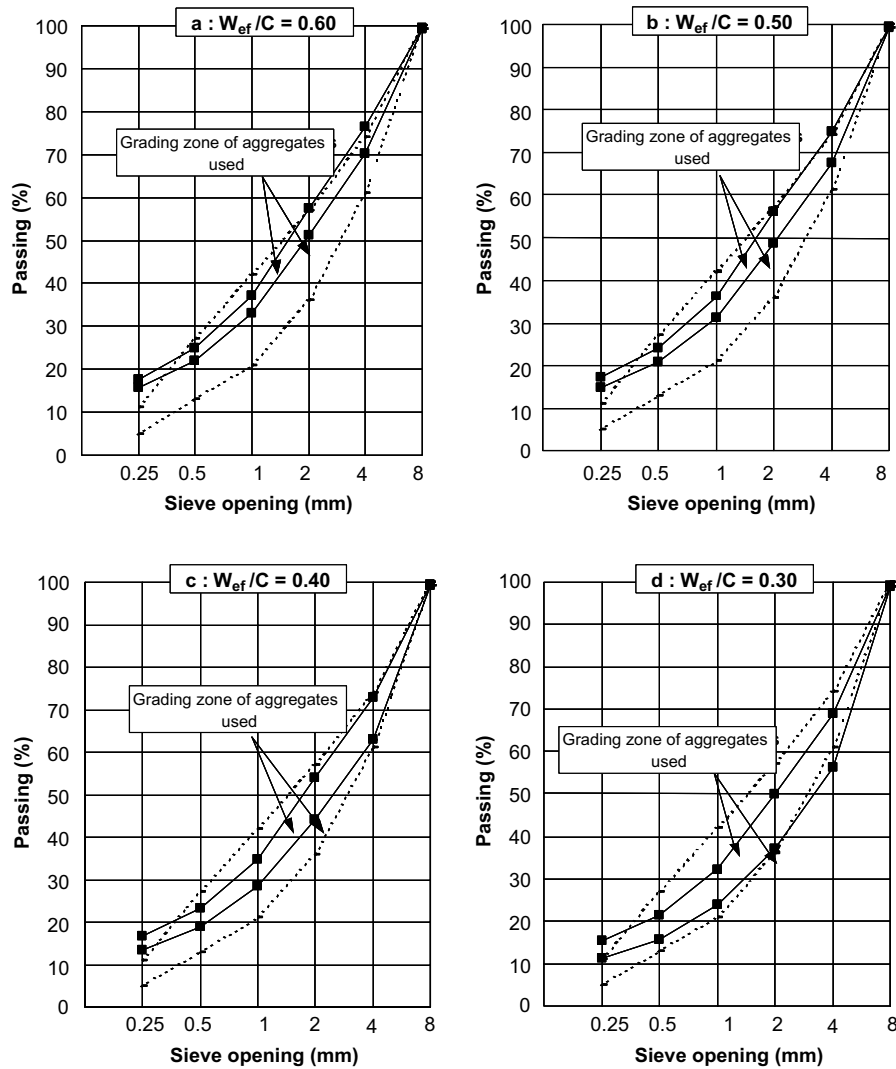 a : Wef /C = 0.60
100
90
80
70
60
50
40
30
20
10
0
Passing (%)
Grading zone of aggregates
used
0.25 0.5 1 2 4 8
Sieve opening (mm)
b : Wef /C = 0.50
100
90
80
70
60
50
40
30
20
10
0
Passing (%)
Grading zone of aggregates
used
0.25 0.5 1 2 4 8
Sieve opening (mm)
c : Wef /C = 0.40
100
90
80
70
60
50
40
30
20
10
0
Passing (%)
Grading zone of aggregates
used
0.25 0.5 1 2 4 8
Sieve opening (mm)
d : Wef /C = 0.30
100
90
80
70
60
50
40
30
20
10
0
Passing (%)
Grading zone of aggregates
used
0.25 0.5 1 2 4 8
Sieve opening (mm)